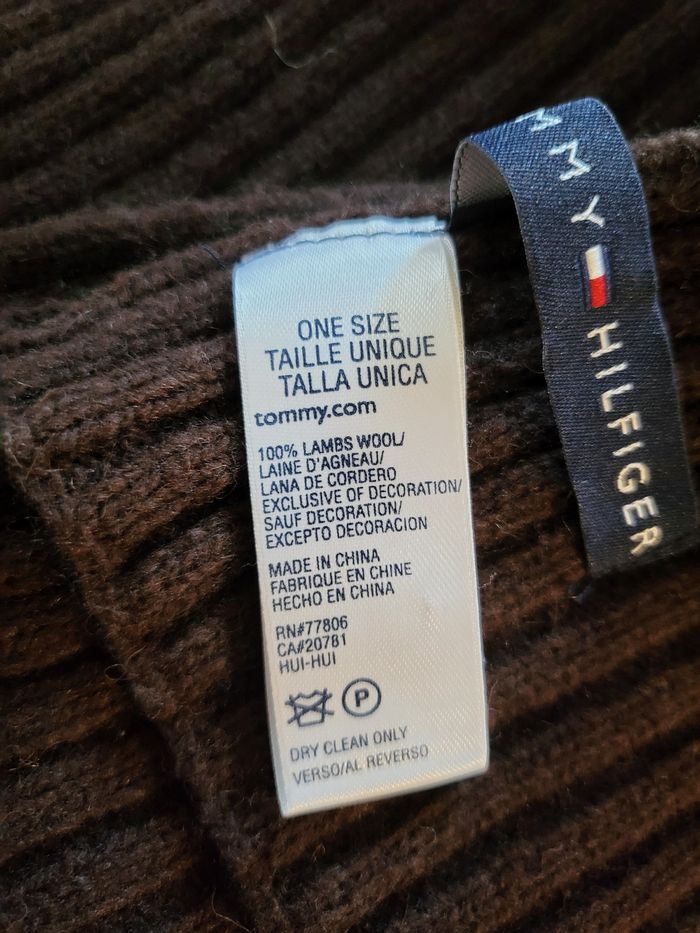 ONE SIZE
TAILLE UNIQUE
TALLA UNICA
tommy.com
100% LAMBS WOOL/
LAINE D'AGNEAU/
LANA DE CORDERO
EXCLUSIVE OF DECORATION/
SAUF DECORATION/
EXCEPTO DECORACION
MADE IN CHINA
FABRIQUE EN CHINE
HECHO EN CHINA
RN#77806
CA#20781
HUI-HUI
P
DRY CLEAN ONLY
VERSO/AL REVERSO
MMY HILFIGER